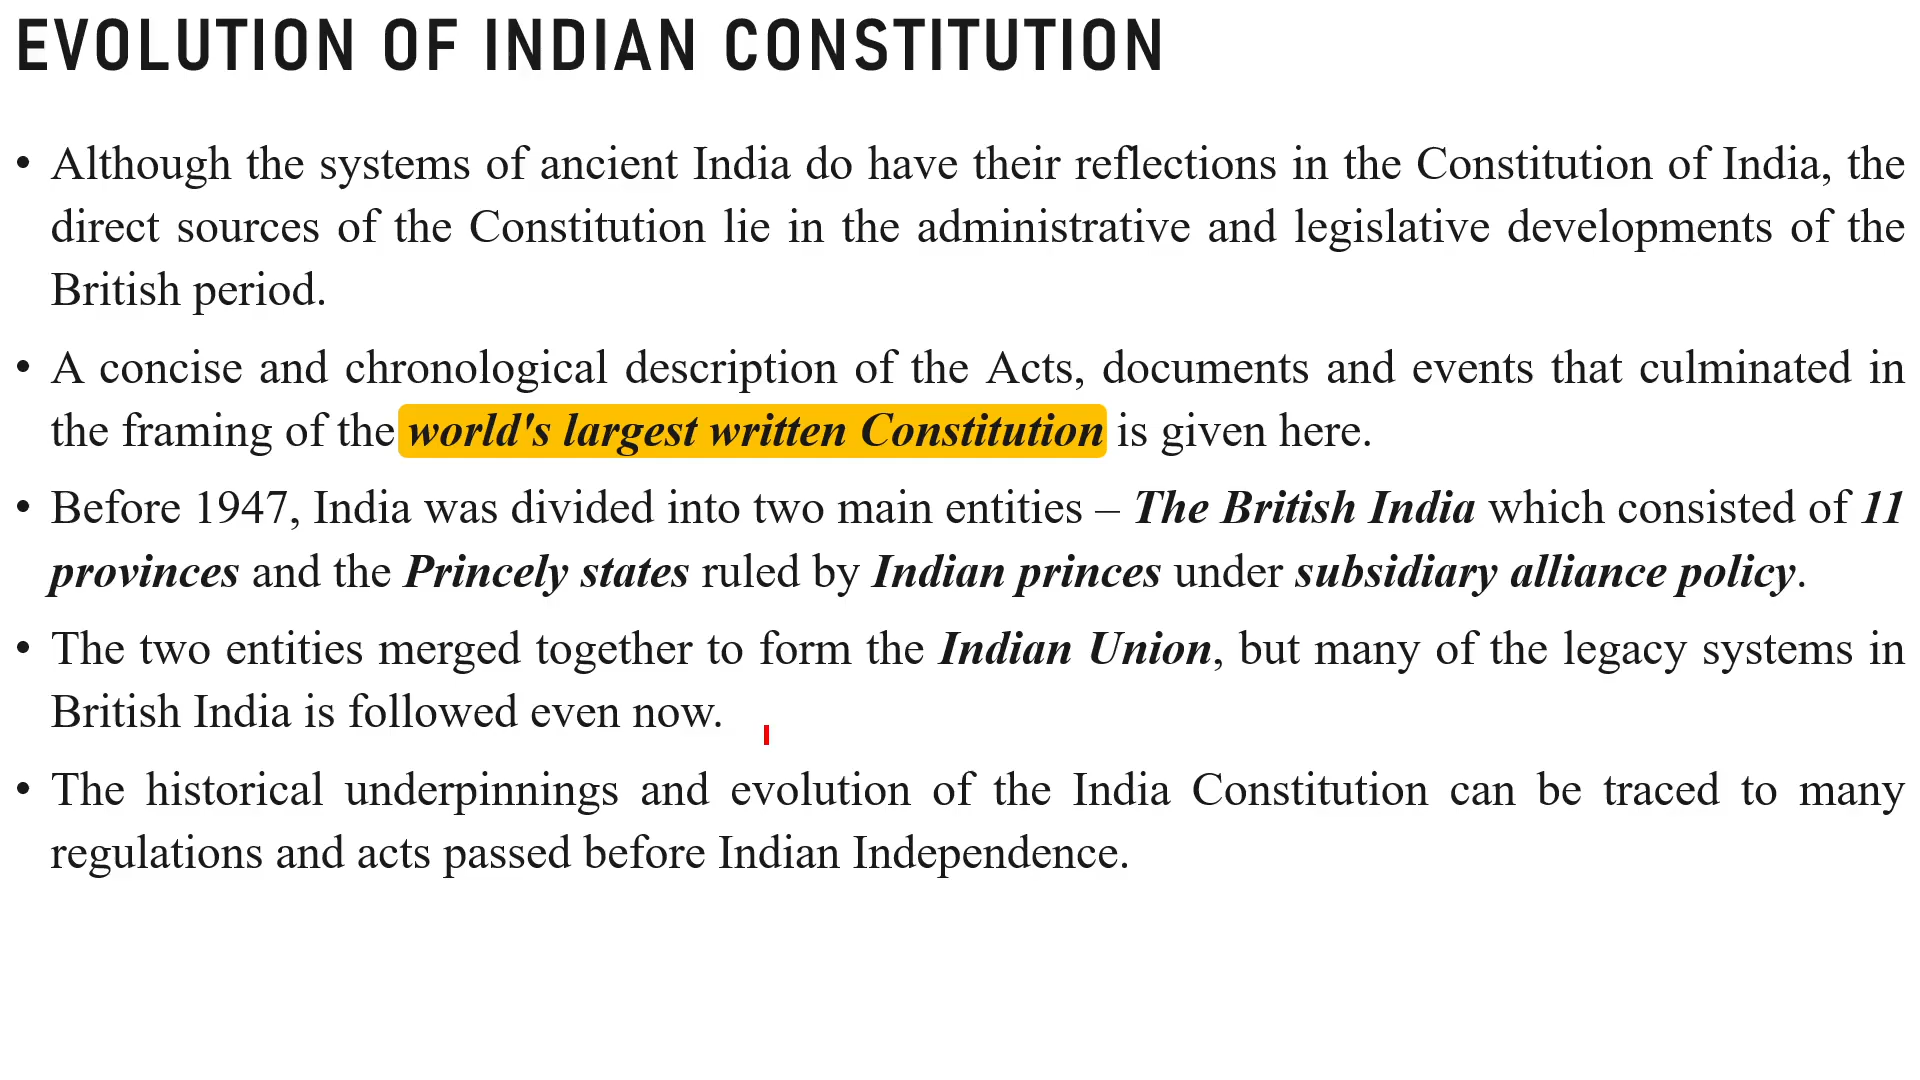 EVOLUTION OF INDIAN CONSTITUTION
• Although the systems of ancient India do have their reflections in the Constitution of India, the
direct sources of the Constitution lie in the administrative and legislative developments of the
British period.
• A concise and chronological description of the Acts, documents and events that culminated in
the framing of the world's largest written Constitution is given here.
• Before 1947, India was divided into two main entities – The British India which consisted of 11
provinces and the Princely states ruled by Indian princes under subsidiary alliance policy.
• The two entities merged together to form the Indian Union, but many of the legacy systems in
British India is followed even now.
• The historical underpinnings and evolution of the India Constitution can be traced to many
regulations and acts passed before Indian Independence.